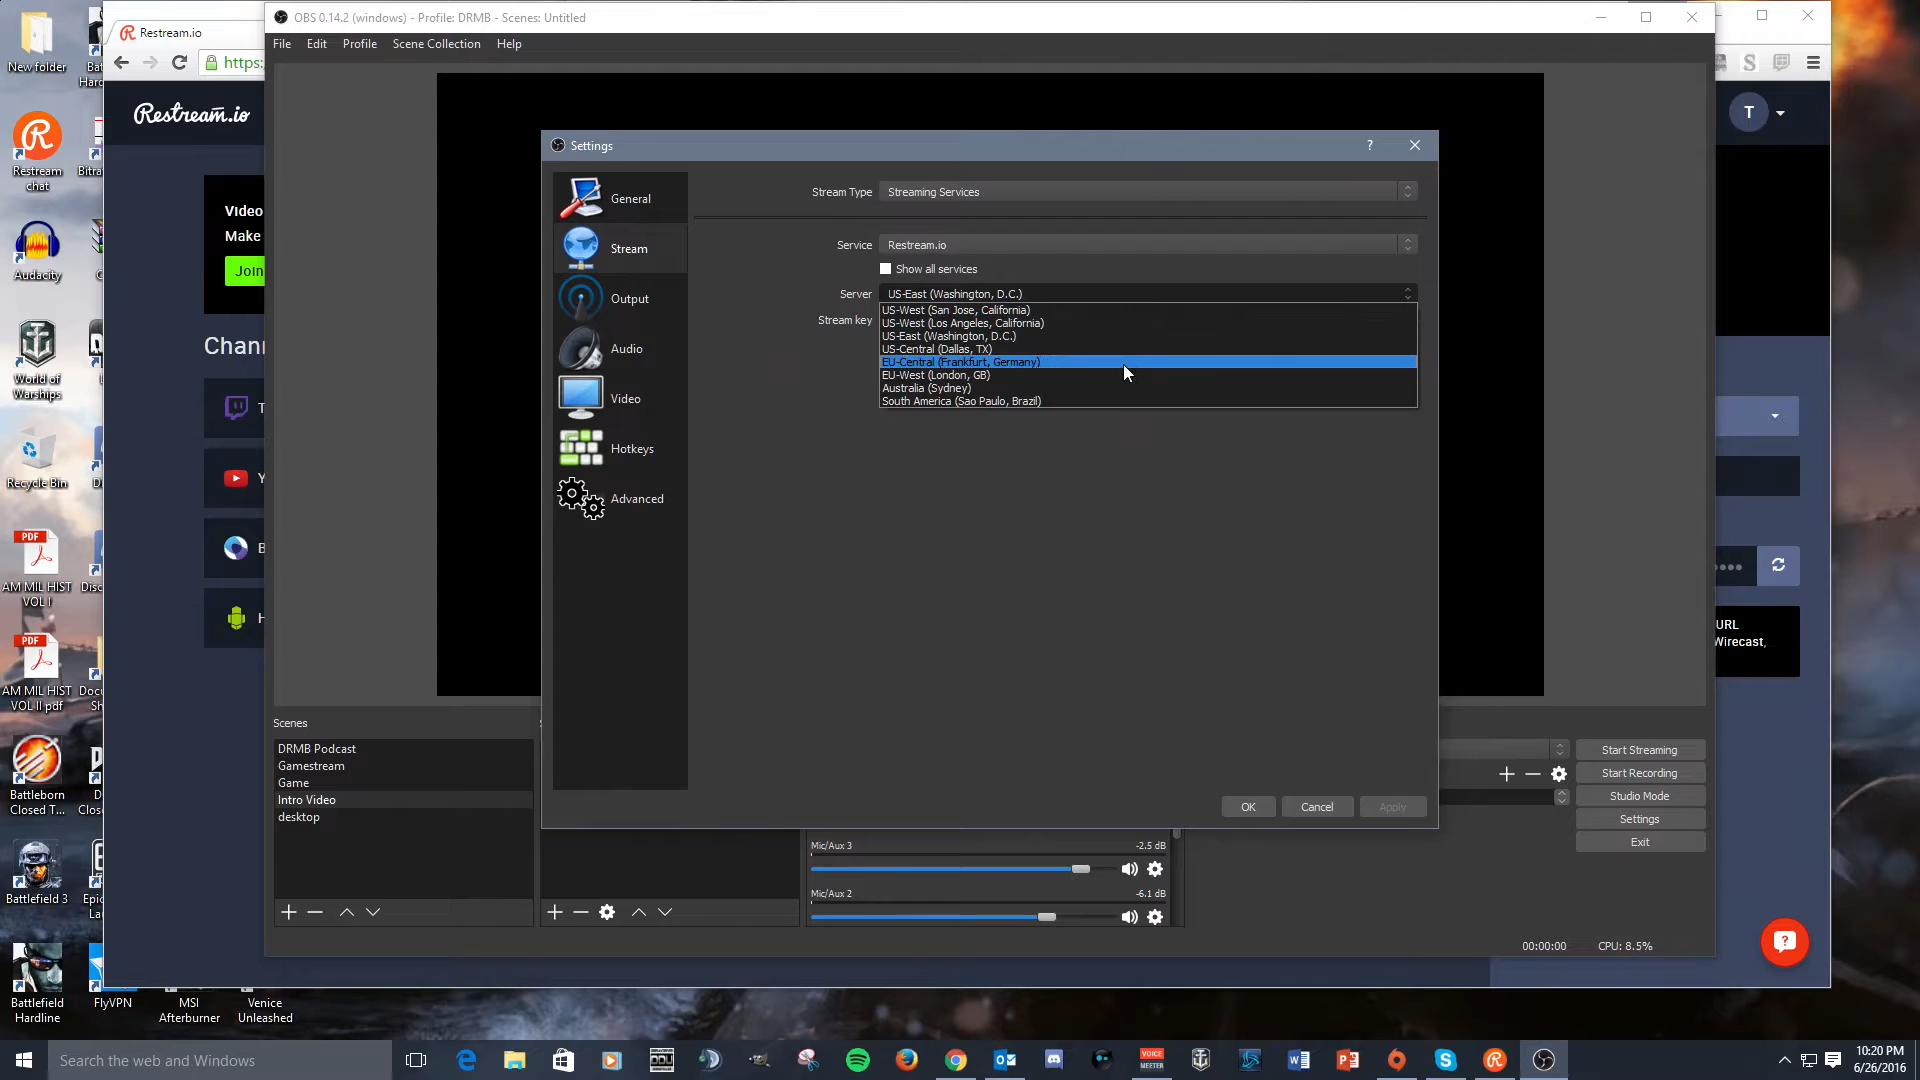 OBS 0.14.2 (windows) - Profile: DRMB - Scenes: Untitled
File Edit Profile Scene Collection Help
Restream.io
https:
Restream.io
T
Video
Make
Join
Chann
URL
Wirecast,
Settings
?
General
Stream
Output
Audio
Video
Hotkeys
Advanced
Stream Type Streaming Services
Service Restream.io
Show all services
Server US-East (Washington, D.C.)
Stream key
US-West (San Jose, California)
US-West (Los Angeles, California)
US-East (Washington, D.C.)
US-Central (Dallas, TX)
EU-Central (Frankfurt, Germany)
EU-West (London, GB)
Australia (Sydney)
South America (Sao Paulo, Brazil)
OK Cancel Apply
Scenes
DRMB Podcast
Gamestream
Game
Intro Video
desktop
Mic/Aux 3 -2.5 dB
Mic/Aux 2 -6.1 dB
Start Streaming
Start Recording
Studio Mode
Settings
Exit
00:00:00 CPU: 8.5%
New folder
Restream
chat
Audacity
World of
Warships
Recycle Bin
PDF
AM MIL HIST
VOL I
PDF
AM MIL HIST
VOL II pdf
Battleborn
Closed T...
Battlefield 3
Battlefield
Hardline
FlyVPN
MSI
Afterburner
Venice
Unleashed
Search the web and Windows
DDU
VOICE
MEETER
10:20 PM
6/26/2016